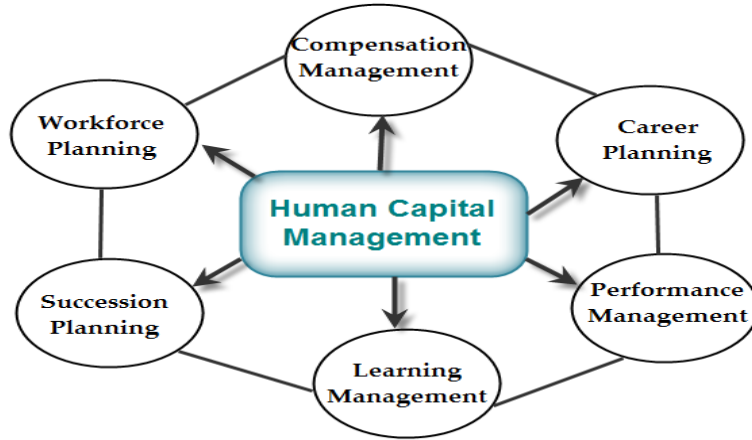 Compensation
Management
Workforce
Planning
Career
Planning
Human Capital
Management
Succession
Planning
Performance
Management
Learning
Management